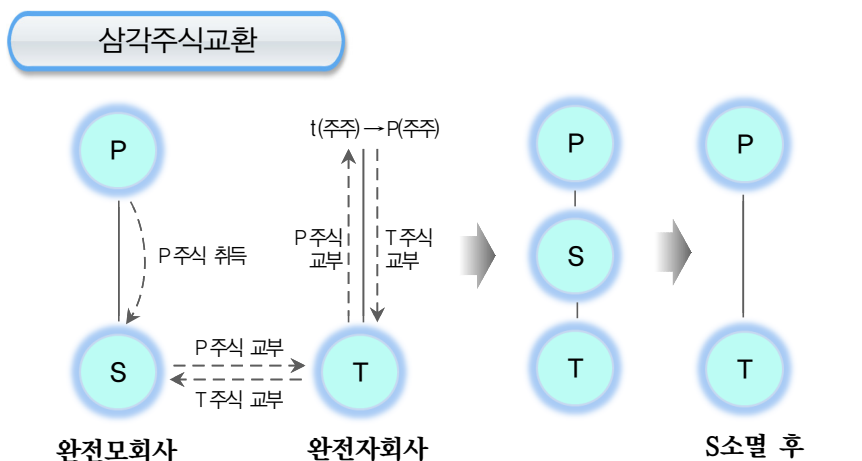 삼각주식교환
P
t(주주)→P(주주)
P
P
P주식 취득
P주식
교부
T주식
교부
S
S
P주식 교부
T주식 교부
T
T
T
완전모회사
완전자회사
S소멸 후